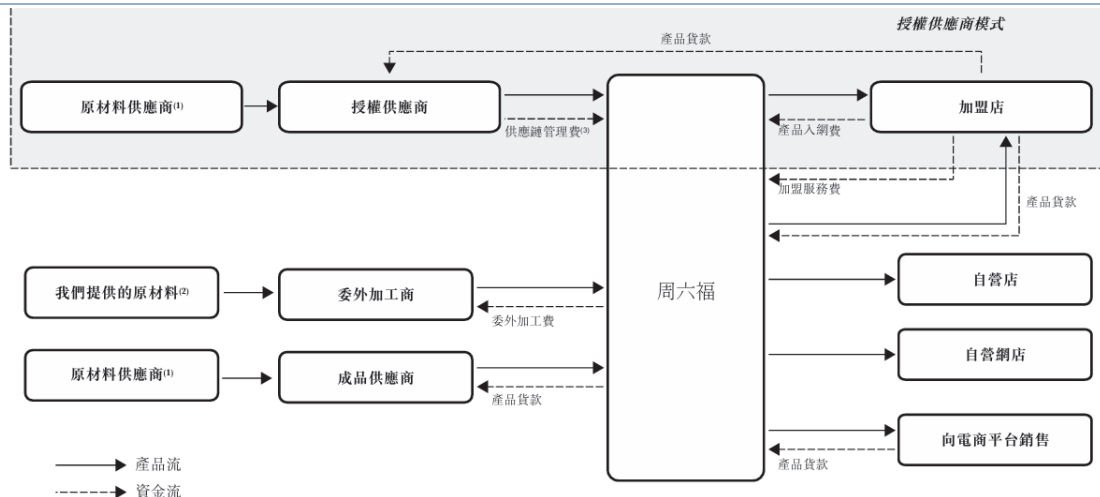 授權供應商模式
產品貨款
原材料供應商(1)
授權供應商
加盟店
供應鏈管理費(3)
產品入網費
加盟服務費
產品貨款
我們提供的原材料(2)
委外加工商
周六福
自營店
委外加工費
自營網店
原材料供應商(1)
成品供應商
產品貨款
向電商平台銷售
產品貨款
產品流
資金流